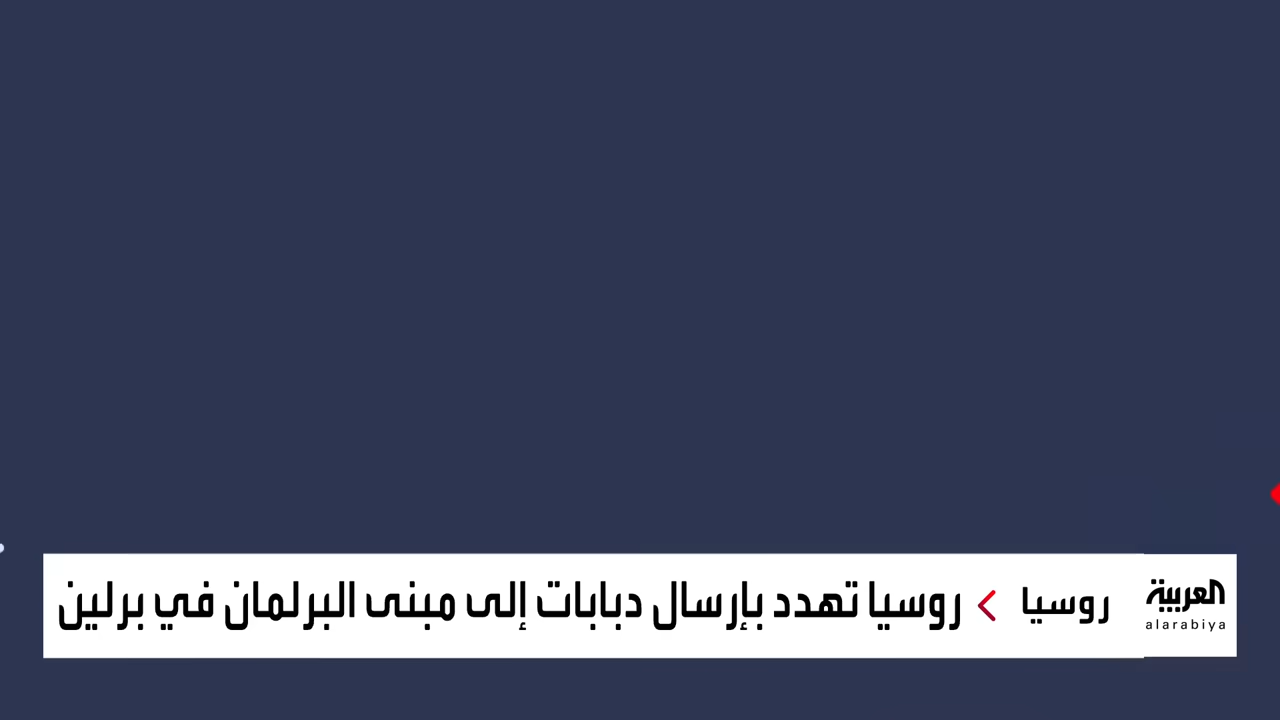 العربية
alarabiya
روسيا
روسيا تهدد بإرسال دبابات إلى مبنى البرلمان في برلين